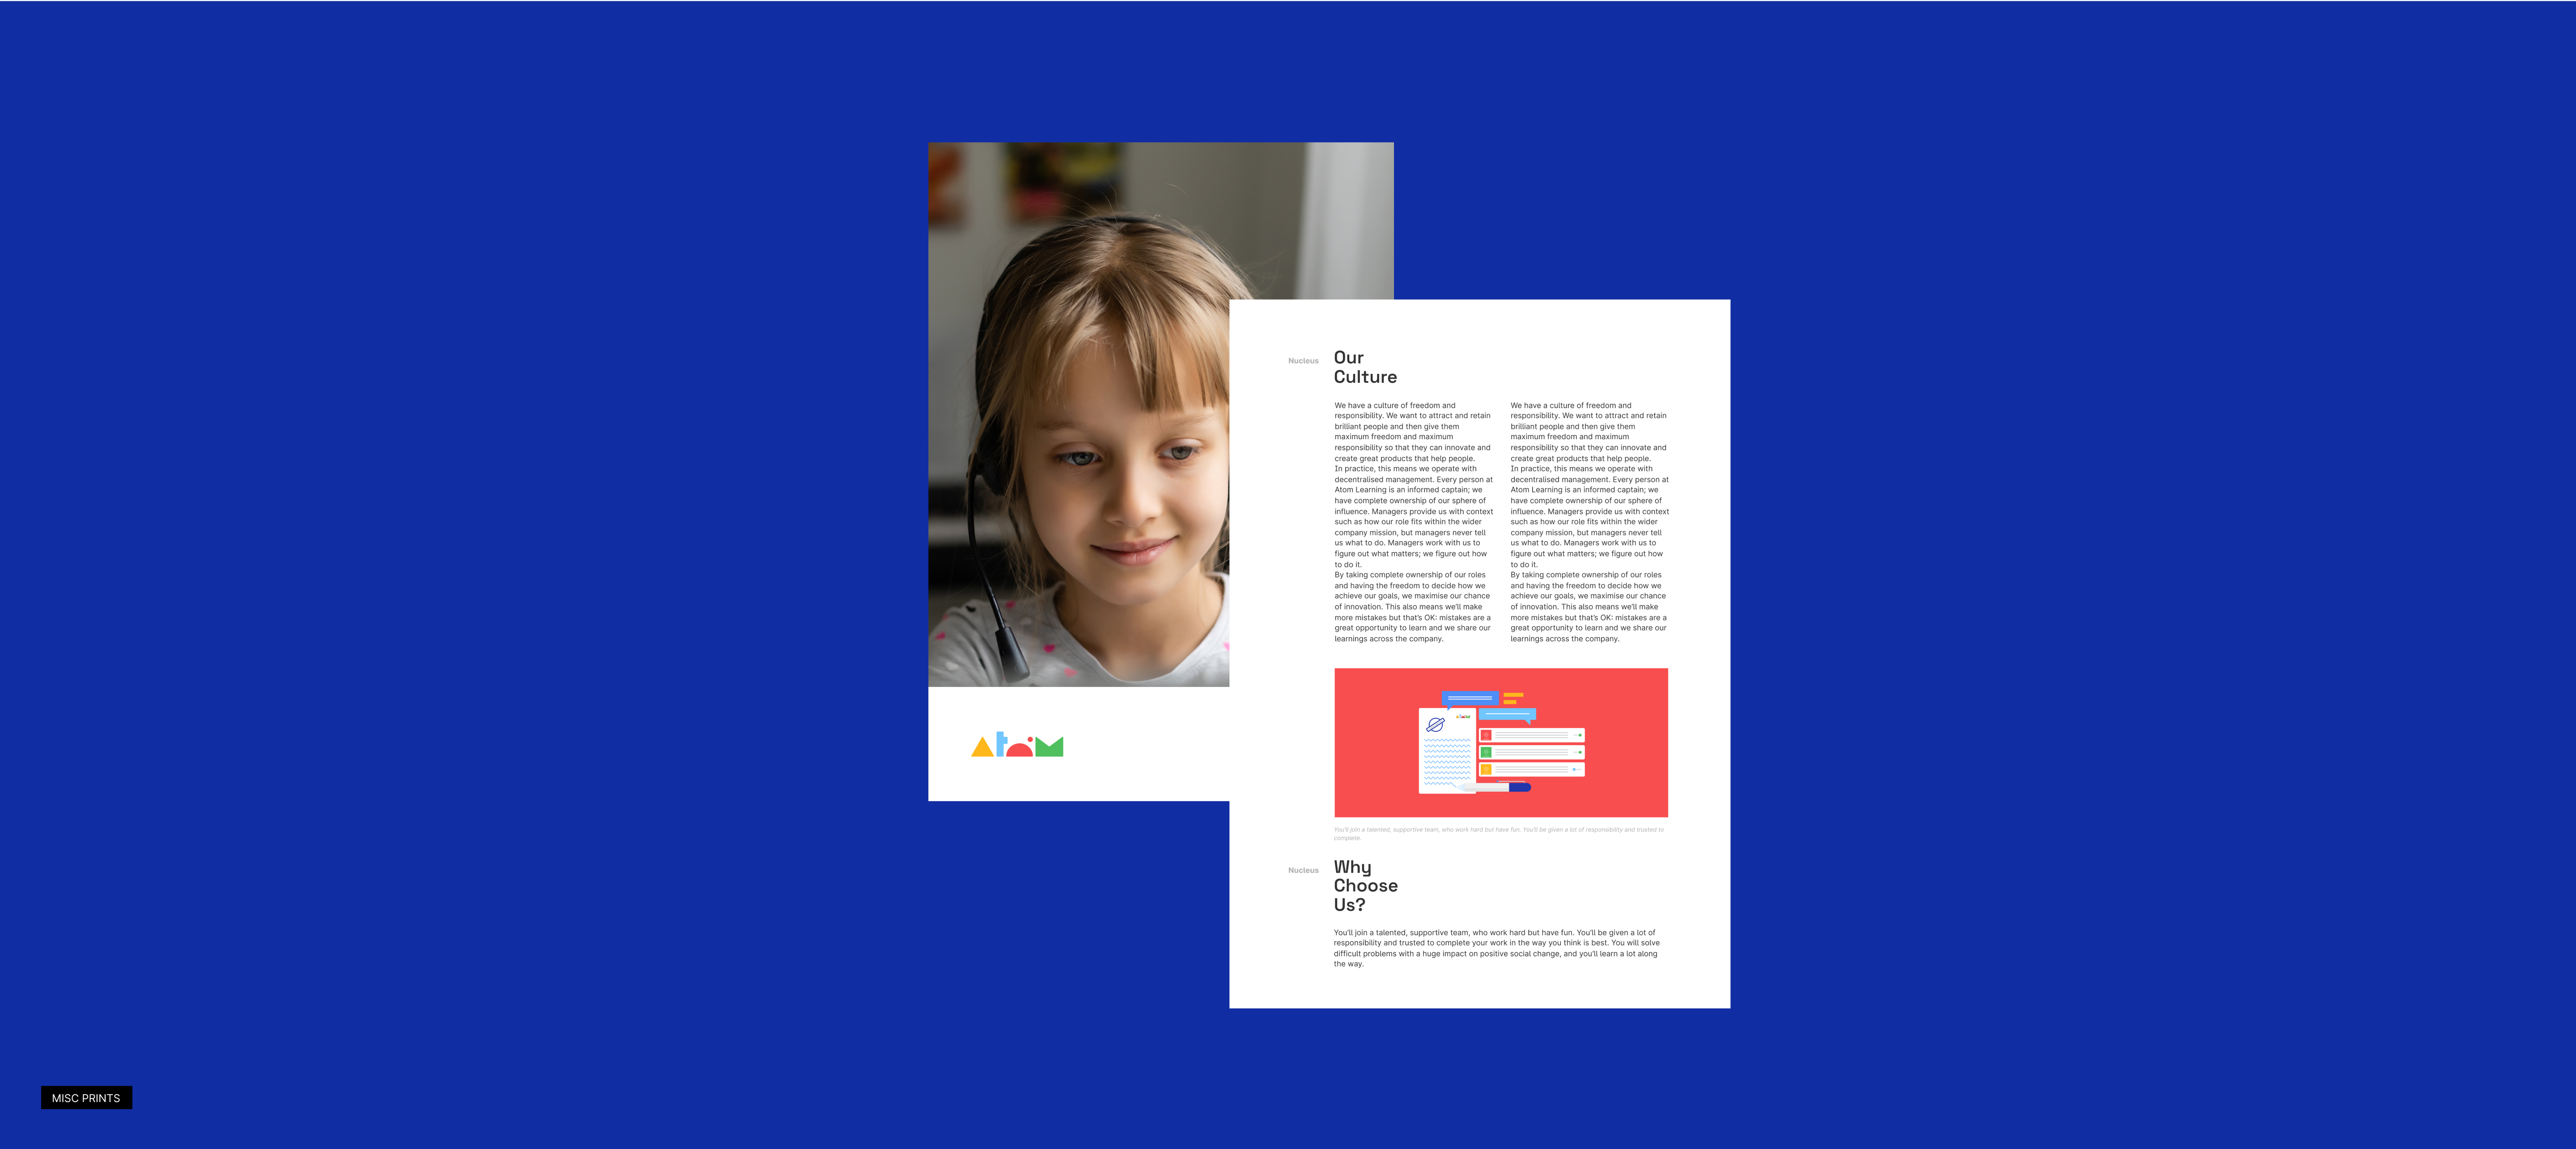 Nucleus
Our
Culture
We have a culture of freedom and
responsibility. We want to attract and retain
brilliant people and then give them
maximum freedom and maximum
responsibility so that they can innovate and
create great products that help people.
In practice, this means we operate with
decentralised management. Every person at
Atom Learning is an informed captain; we
have complete ownership of our sphere of
influence. Managers provide us with context
such as how our role fits within the wider
company mission, but managers never tell
us what to do. Managers work with us to
figure out what matters; we figure out how
to do it.
By taking complete ownership of our roles
and having the freedom to decide how we
achieve our goals, we maximise our chance
of innovation. This also means we'll make
more mistakes but that's OK: mistakes are a
great opportunity to learn and we share our
learnings across the company.
We have a culture of freedom and
responsibility. We want to attract and retain
brilliant people and then give them
maximum freedom and maximum
responsibility so that they can innovate and
create great products that help people.
In practice, this means we operate with
decentralised management. Every person at
Atom Learning is an informed captain; we
have complete ownership of our sphere of
influence. Managers provide us with context
such as how our role fits within the wider
company mission, but managers never tell
us what to do. Managers work with us to
figure out what matters; we figure out how
to do it.
By taking complete ownership of our roles
and having the freedom to decide how we
achieve our goals, we maximise our chance
of innovation. This also means we'll make
more mistakes but that's OK: mistakes are a
great opportunity to learn and we share our
learnings across the company.
atom
atom
You'll join a talented, supportive team, who work hard but have fun. You'll be given a lot of responsibility and trusted to
complete.
Nucleus
Why
Choose
Us?
You'll join a talented, supportive team, who work hard but have fun. You'll be given a lot of
responsibility and trusted to complete your work in the way you think is best. You will solve
difficult problems with a huge impact on positive social change, and you'll learn a lot along
the way.
MISC PRINTS